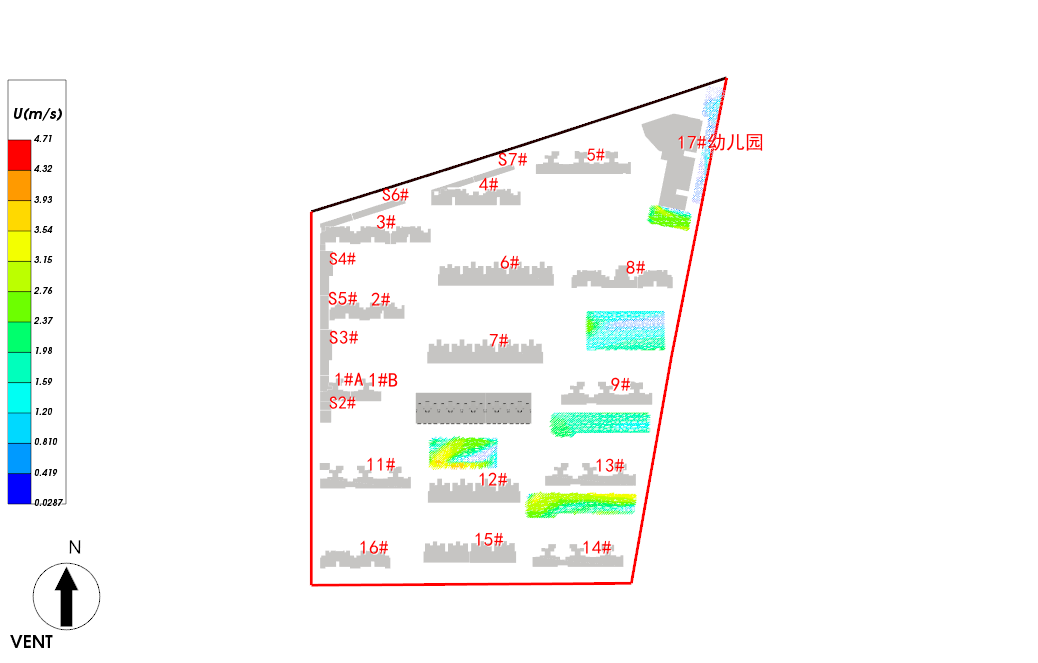 U(m/s)
4.71
4.32
3.93
3.54
3.15
2.76
2.37
1.98
1.59
1.20
0.810
0.419
0.0287
N
VENT
17#幼儿园
S7#
5#
4#
S6#
3#
S4#
6#
8#
S5#
2#
S3#
7#
1#A
1#B
9#
S2#
11#
12#
13#
16#
15#
14#